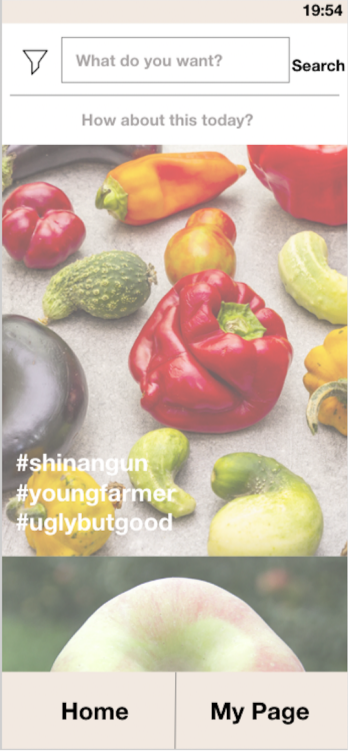 19:54
What do you want?
Search
How about this today?
#shinangun
#youngfarmer
#uglybutgood
Home
My Page